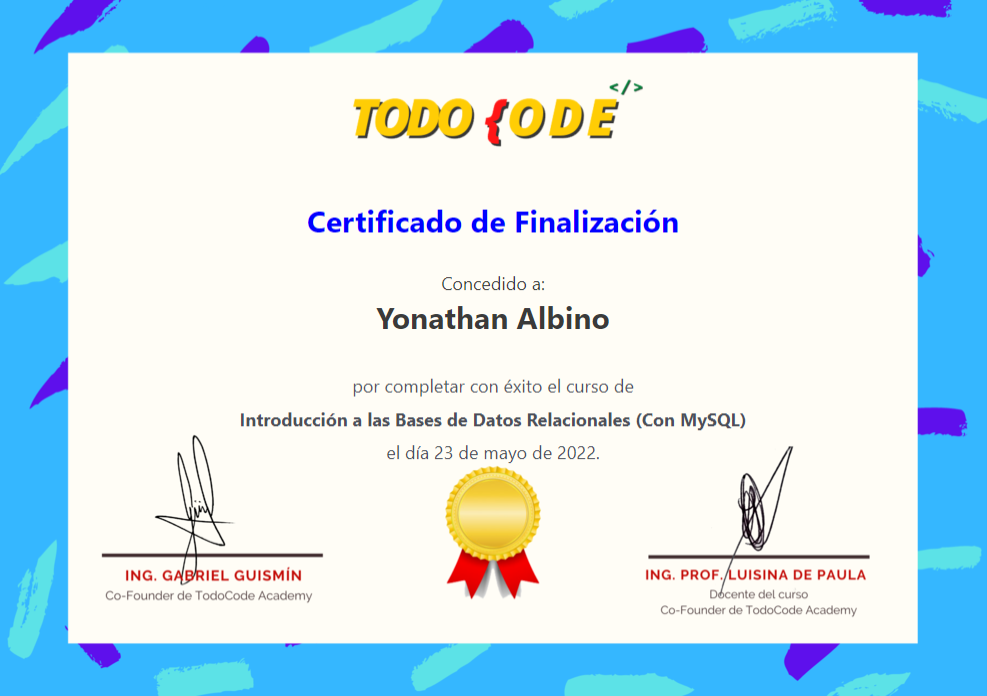 </>
TODO {ODE
Certificado de Finalización
Concedido a:
Yonathan Albino
por completar con éxito el curso de
Introducción a las Bases de Datos Relacionales (Con MySQL)
el día 23 de mayo de 2022.
ING. GABRIEL GUISMÍN
Co-Founder de TodoCode Academy
ING. PROF. LUISINA DE PAULA
Docente del curso
Co-Founder de TodoCode Academy